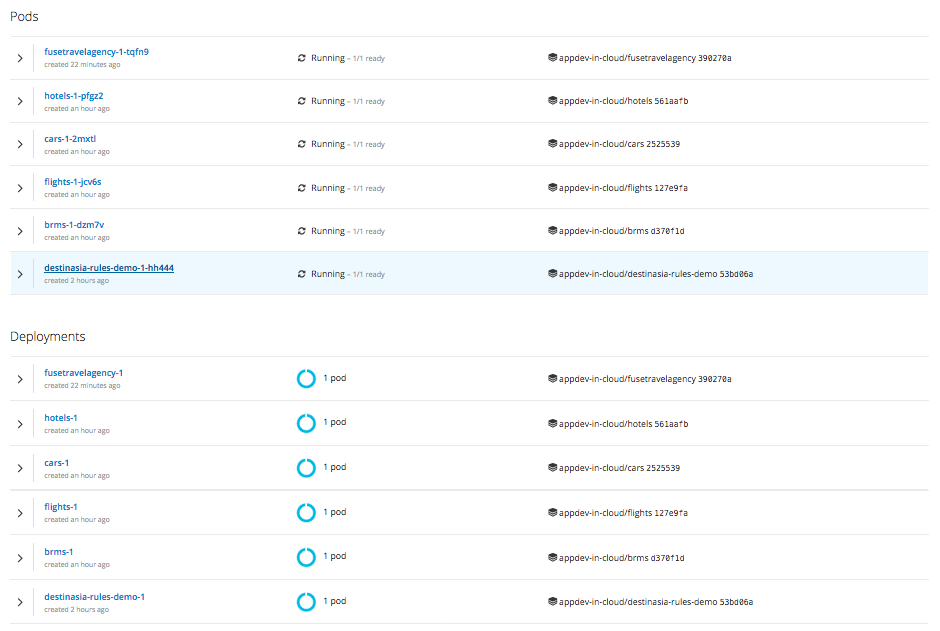 Pods
fusetravelagency-1-tqfn9
created 22 minutes ago
Running – 1/1 ready
appdev-in-cloud/fusetravelagency 390270a
hotels-1-pfgz2
created an hour ago
Running – 1/1 ready
appdev-in-cloud/hotels 561aafb
cars-1-2mxtl
created an hour ago
Running – 1/1 ready
appdev-in-cloud/cars 2525539
flights-1-jcv6s
created an hour ago
Running – 1/1 ready
appdev-in-cloud/flights 127e9fa
brms-1-dzm7v
created an hour ago
Running – 1/1 ready
appdev-in-cloud/brms d370f1d
destinasia-rules-demo-1-hh444
created 2 hours ago
Running – 1/1 ready
appdev-in-cloud/destinasia-rules-demo 53bd06a
Deployments
fusetravelagency-1
created 22 minutes ago
1 pod
appdev-in-cloud/fusetravelagency 390270a
hotels-1
created an hour ago
1 pod
appdev-in-cloud/hotels 561aafb
cars-1
created an hour ago
1 pod
appdev-in-cloud/cars 2525539
flights-1
created an hour ago
1 pod
appdev-in-cloud/flights 127e9fa
brms-1
created an hour ago
1 pod
appdev-in-cloud/brms d370f1d
destinasia-rules-demo-1
created 2 hours ago
1 pod
appdev-in-cloud/destinasia-rules-demo 53bd06a